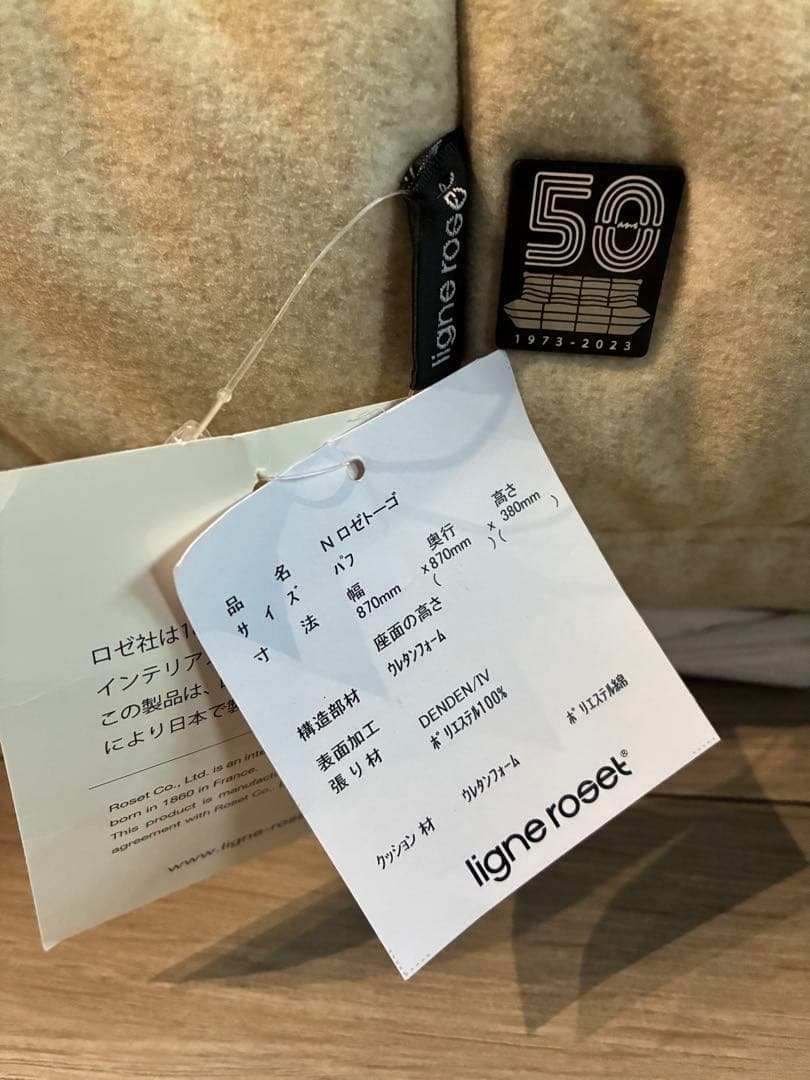 ligne roset
50
ans
1973-2023
品名 Nロゼトーゴ
サイズ パフ
幅 奥行 高さ
寸法 870mm x870mm x 380mm
( )( )
座面の高さ
構造部材 ウレタンフォーム
表面加工 DENDEN/IV
張り材 ポリエステル100%
クッション材 ウレタンフォーム ポリエステル綿
ligne roset®
ロゼ社は1
インテリア
この製品は、
により日本で製
Roset Co., Ltd. is an inte
born in 1860 in France.
This product is manufact
agreement with Roset Co.,
www.ligne-rose